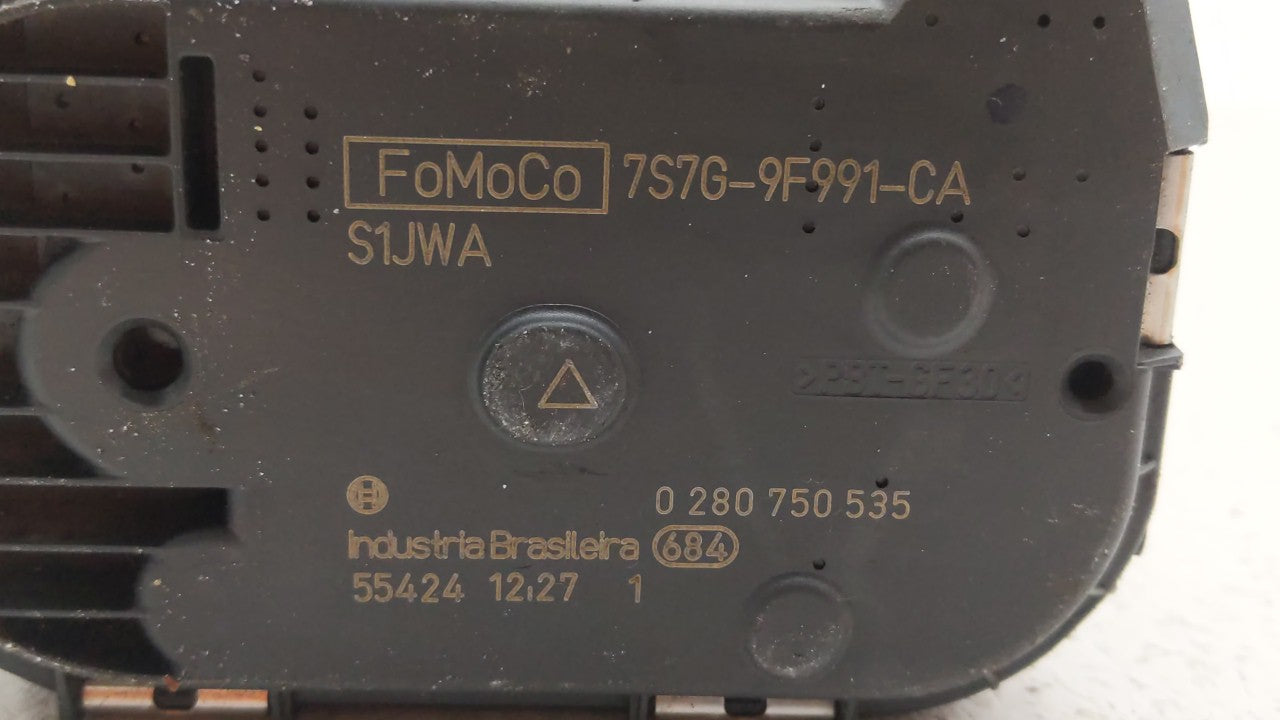 FoMoCo 7S7G-9F991-CA
S1JWA
0 280 750 535
Industria Brasileira 684
55424 12:27 1